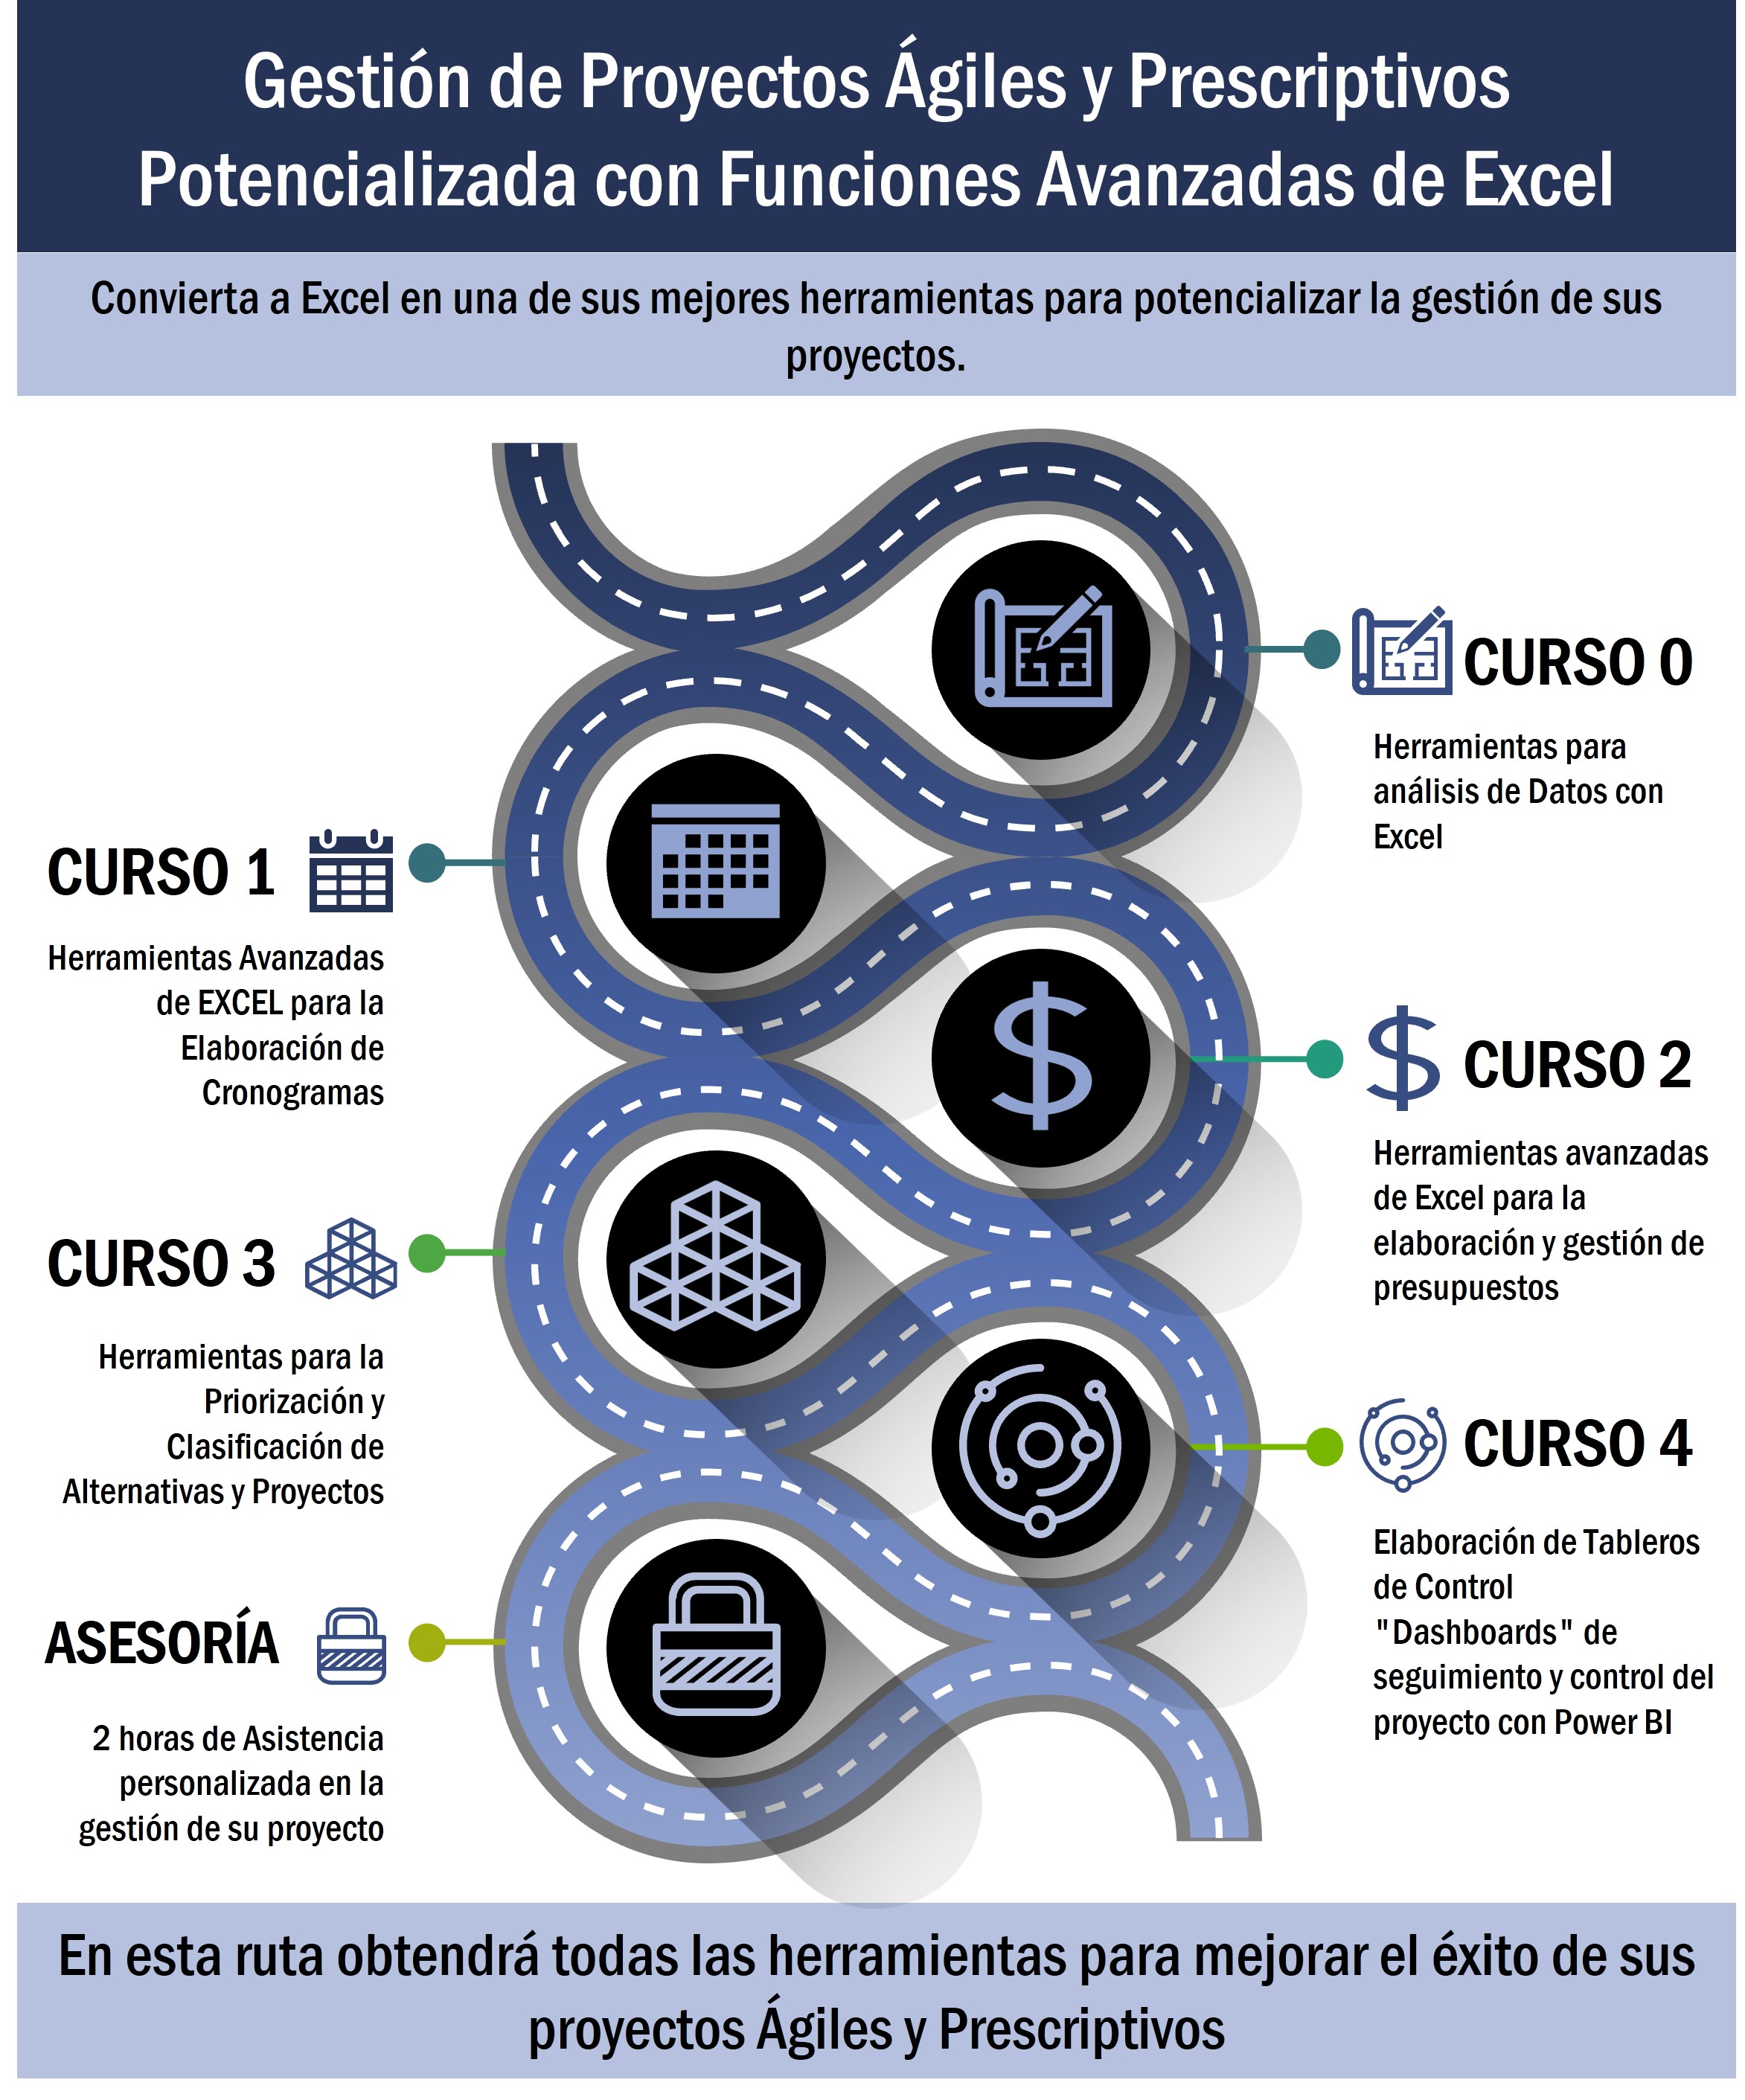 Gestión de Proyectos Ágiles y Prescriptivos
Potencializada con Funciones Avanzadas de Excel
Convierta a Excel en una de sus mejores herramientas para potencializar la gestión de sus
proyectos.
CURSO 0
Herramientas para
análisis de Datos con
Excel
CURSO 1
Herramientas Avanzadas
de EXCEL para la
Elaboración de
Cronogramas
CURSO 2
Herramientas avanzadas
de Excel para la
elaboración y gestión de
presupuestos
CURSO 3
Herramientas para la
Priorización y
Clasificación de
Alternativas y Proyectos
CURSO 4
Elaboración de Tableros
de Control
"Dashboards" de
seguimiento y control del
proyecto con Power BI
ASESORÍA
2 horas de Asistencia
personalizada en la
gestión de su proyecto
En esta ruta obtendrá todas las herramientas para mejorar el éxito de sus
proyectos Ágiles y Prescriptivos